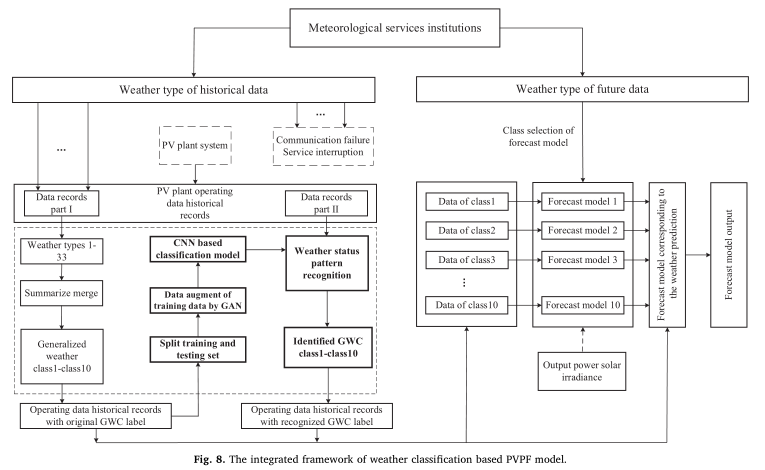 Meteorological services institutions
Weather type of historical data
Weather type of future data
...
...
PV plant system
Communication failure
Service interruption
Class selection of
forecast model
Data records
part I
PV plant operating
data historical
records
Data records
part II
Weather types 1-
33
Summarize merge
Generalized
weather
class1-class10
CNN based
classification model
Data augment of
training data by GAN
Split training and
testing set
Weather status
pattern
recognition
Identified GWC
class1-class10
Operating data historical records
with original GWC label
Operating data historical records
with recognized GWC label
Data of class1
Data of class2
Data of class3
...
Data of class10
Forecast model 1
Forecast model 2
Forecast model 3
Forecast model 10
Output power solar
irradiance
Forecast model corresponding to
the weather prediction
Forecast model output
Fig. 8. The integrated framework of weather classification based PVPF model.